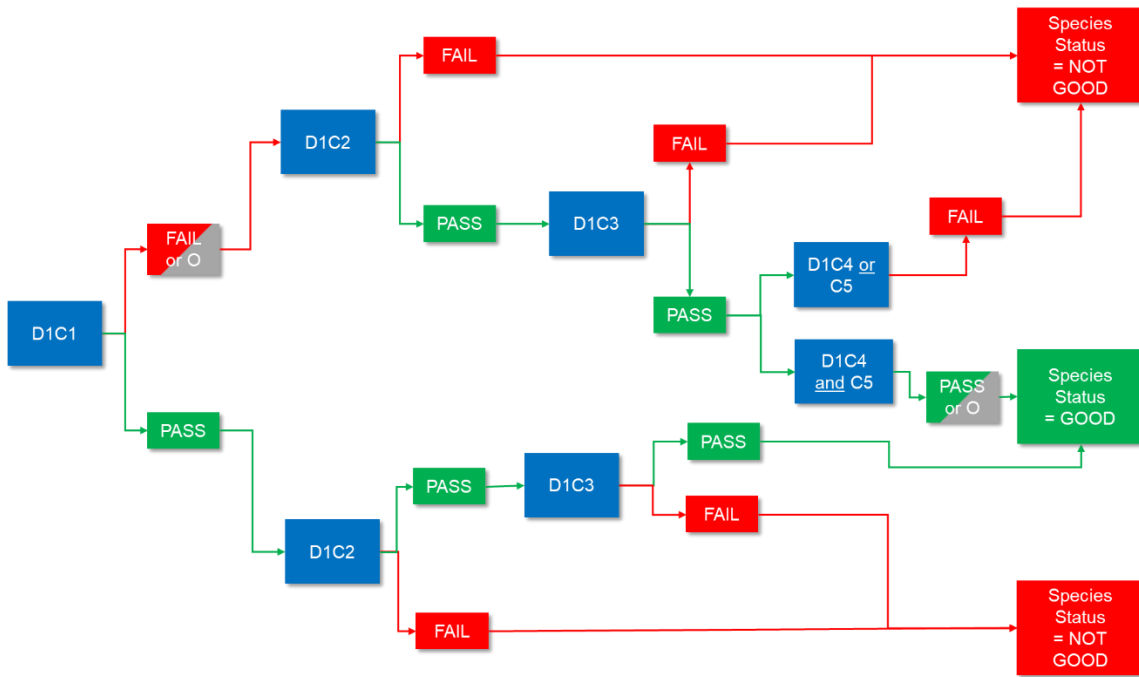 FAIL
Species
Status
= NOT
GOOD
D1C2
FAIL
PASS
D1C3
FAIL
FAIL
or O
D1C4 or
C5
D1C1
PASS
D1C4
and C5
PASS
or O
Species
Status
= GOOD
PASS
PASS
PASS
D1C3
FAIL
D1C2
FAIL
Species
Status
= NOT
GOOD